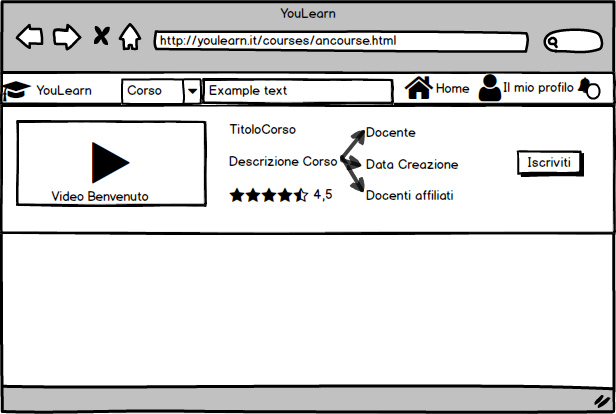 YouLearn
http://youlearn.it/courses/ancourse.html
YouLearn
Corso
Example text
Home
Il mio profilo
TitoloCorso
Docente
Descrizione Corso
Data Creazione
Iscriviti
Video Benvenuto
4,5
Docenti affiliati